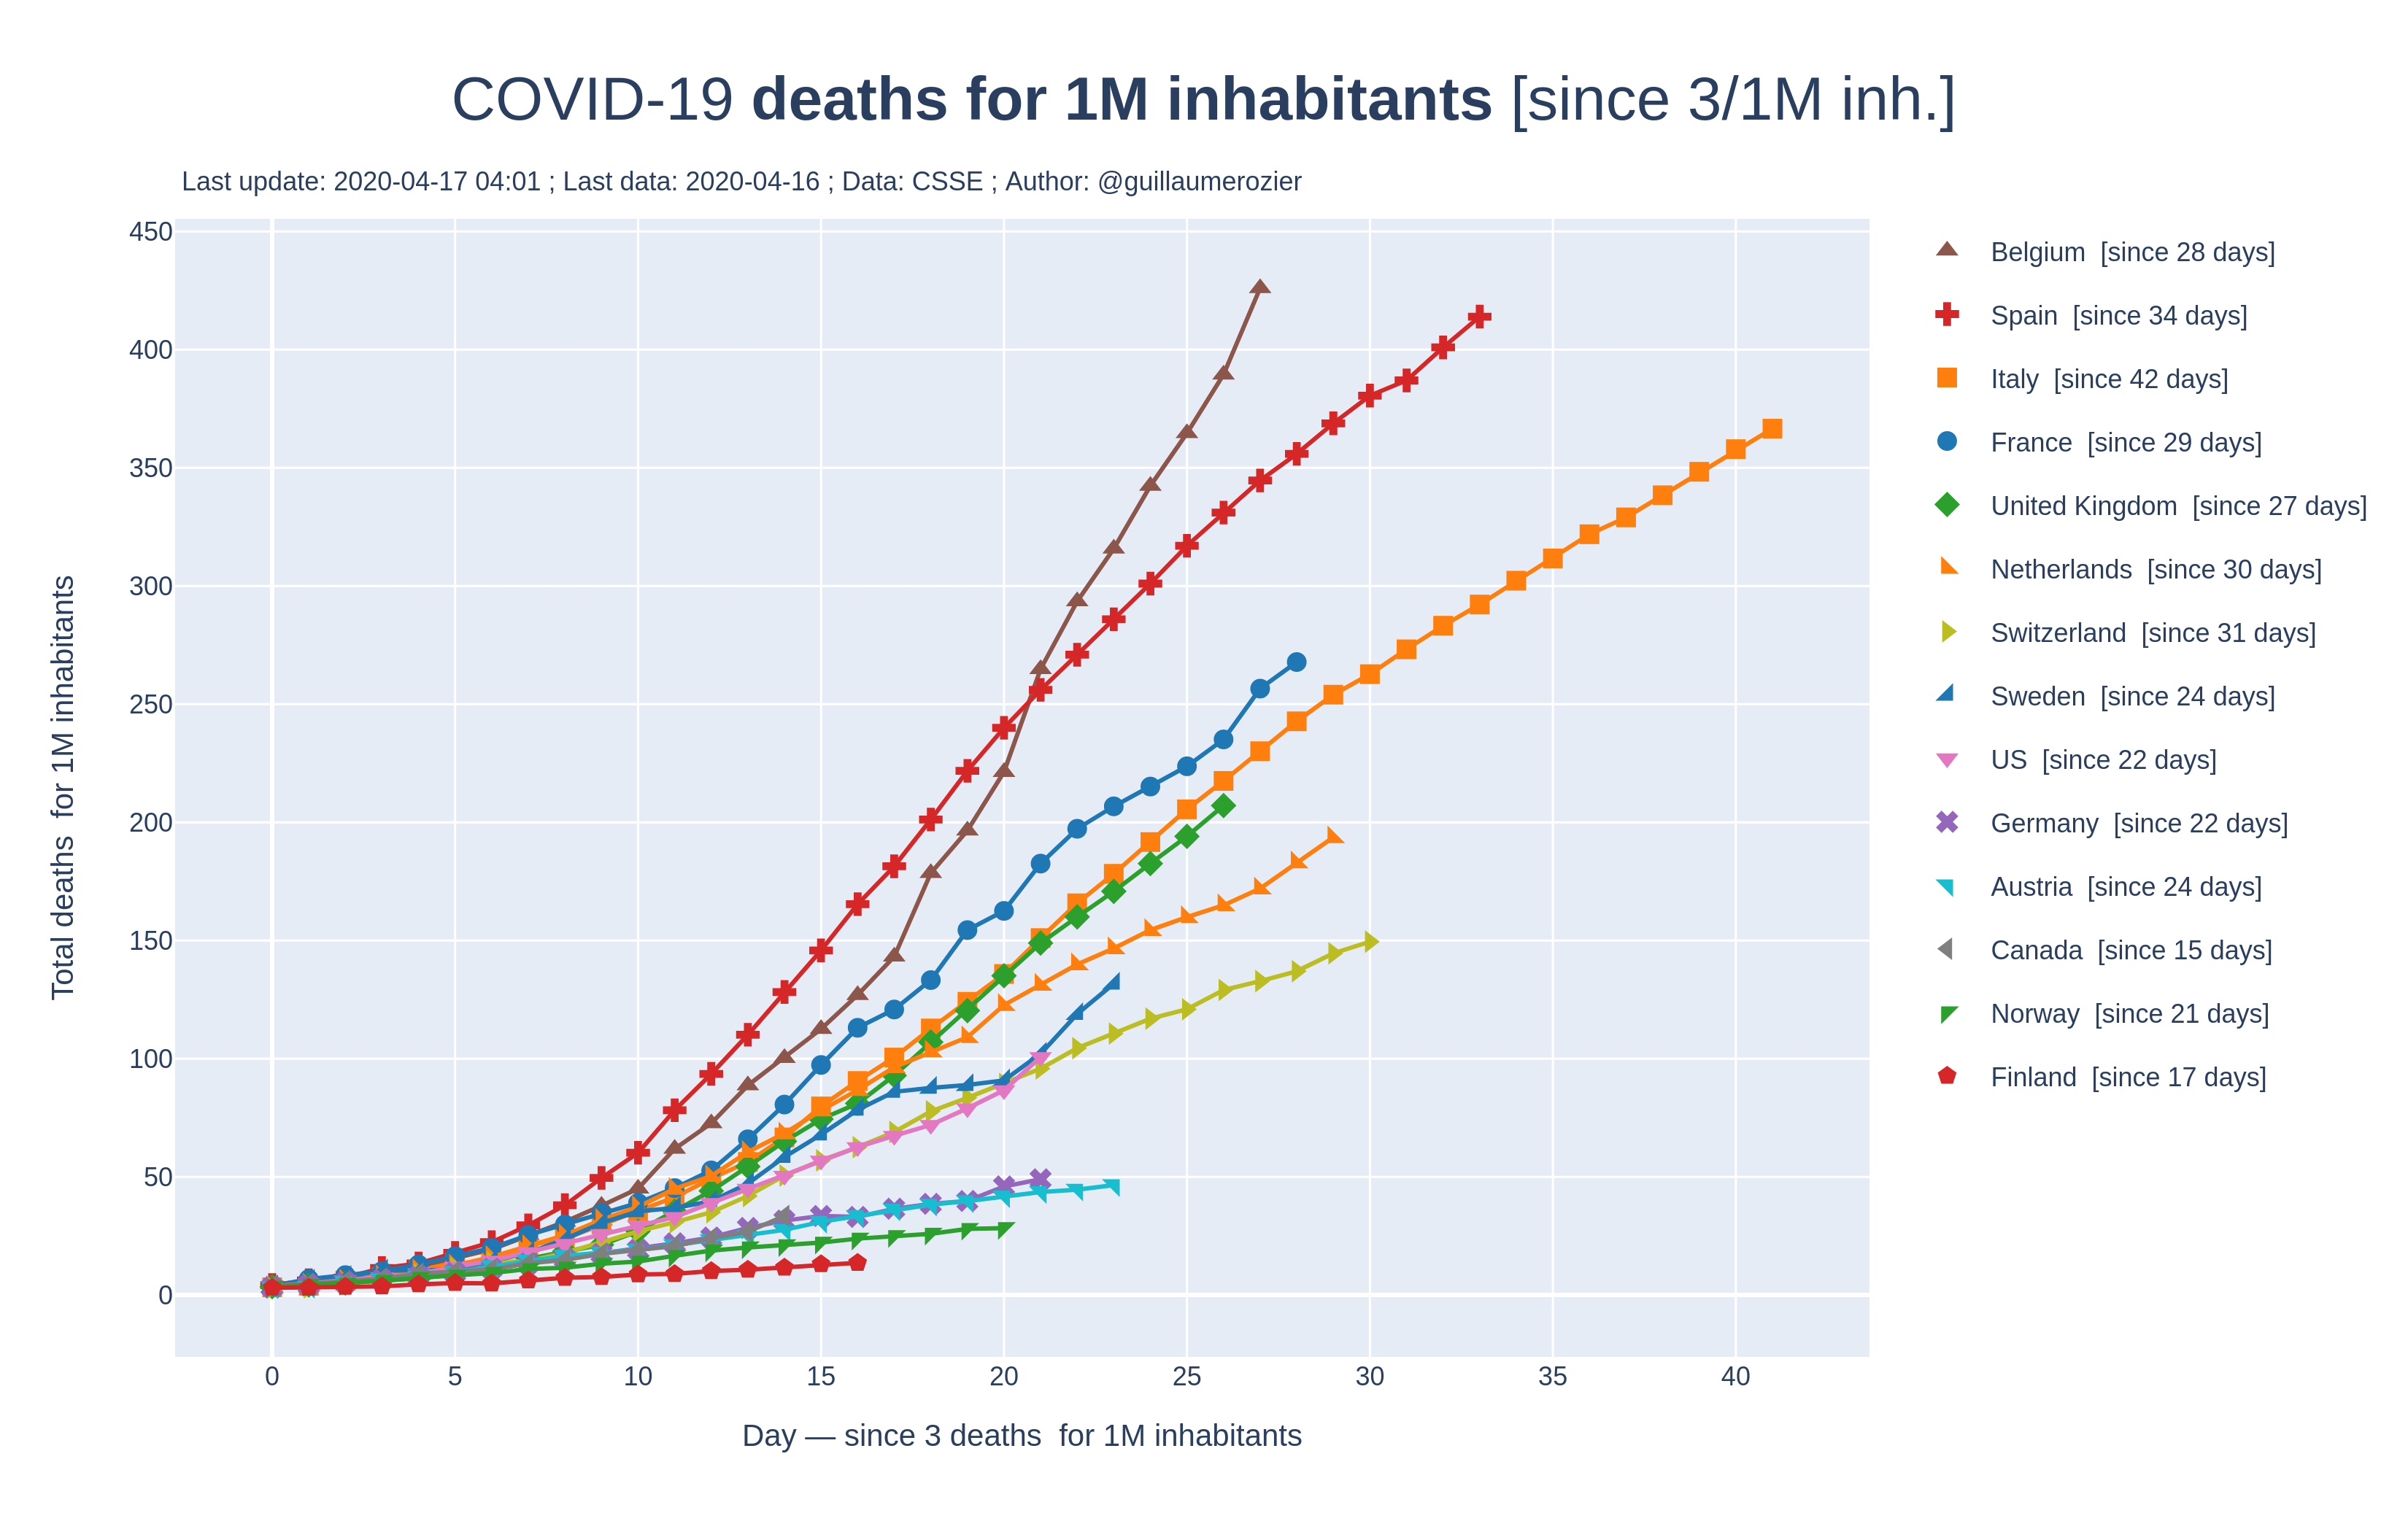 COVID-19 deaths for 1M inhabitants [since 3/1M inh.]
Last update: 2020-04-17 04:01 ; Last data: 2020-04-16 ; Data: CSSE ; Author: @guillaumerozier
Total deaths  for 1M inhabitants
450
400
350
300
250
200
150
100
50
0
0 5 10 15 20 25 30 35 40
Day — since 3 deaths  for 1M inhabitants
Belgium  [since 28 days]
Spain  [since 34 days]
Italy  [since 42 days]
France  [since 29 days]
United Kingdom  [since 27 days]
Netherlands  [since 30 days]
Switzerland  [since 31 days]
Sweden  [since 24 days]
US  [since 22 days]
Germany  [since 22 days]
Austria  [since 24 days]
Canada  [since 15 days]
Norway  [since 21 days]
Finland  [since 17 days]